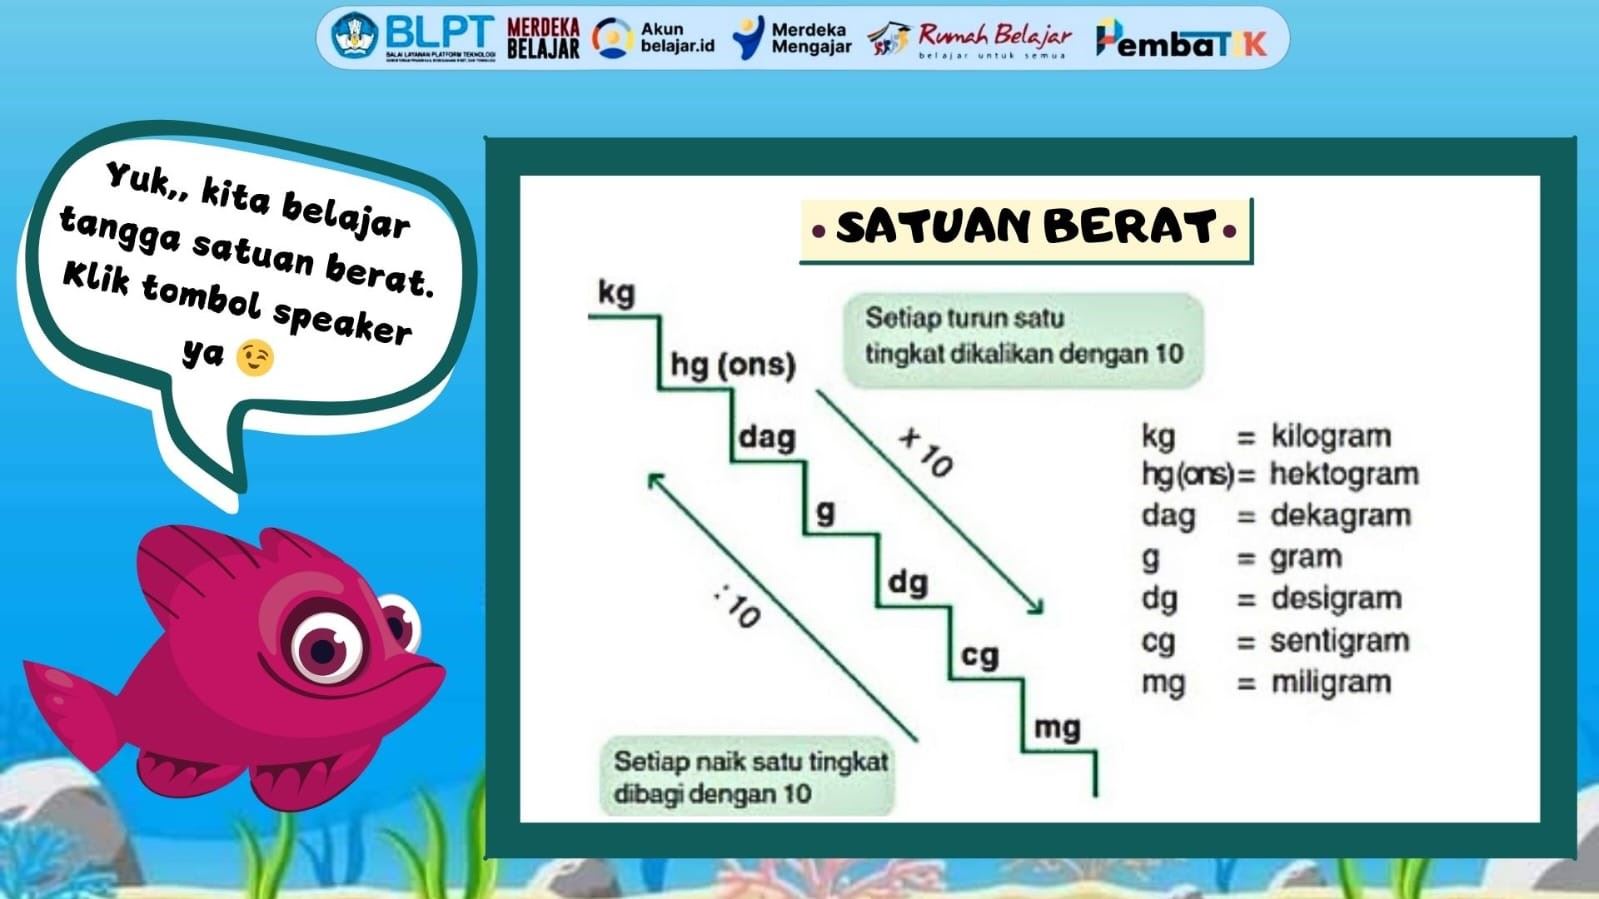 BLPT
BALAI LAYANAN PLATFORM TEKNOLOGI
MERDEKA
BELAJAR
Akun
belajar.id
Merdeka
Mengajar
Rumah Belajar
belajar untuk semua
PembaTIK
Yuk,, kita belajar
tangga satuan berat.
Klik tombol speaker
ya 😉
• SATUAN BERAT •
kg
hg (ons)
dag
g
dg
cg
mg
Setiap turun satu
tingkat dikalikan dengan 10
x 10
: 10
Setiap naik satu tingkat
dibagi dengan 10
kg = kilogram
hg(ons)= hektogram
dag = dekagram
g = gram
dg = desigram
cg = sentigram
mg = miligram